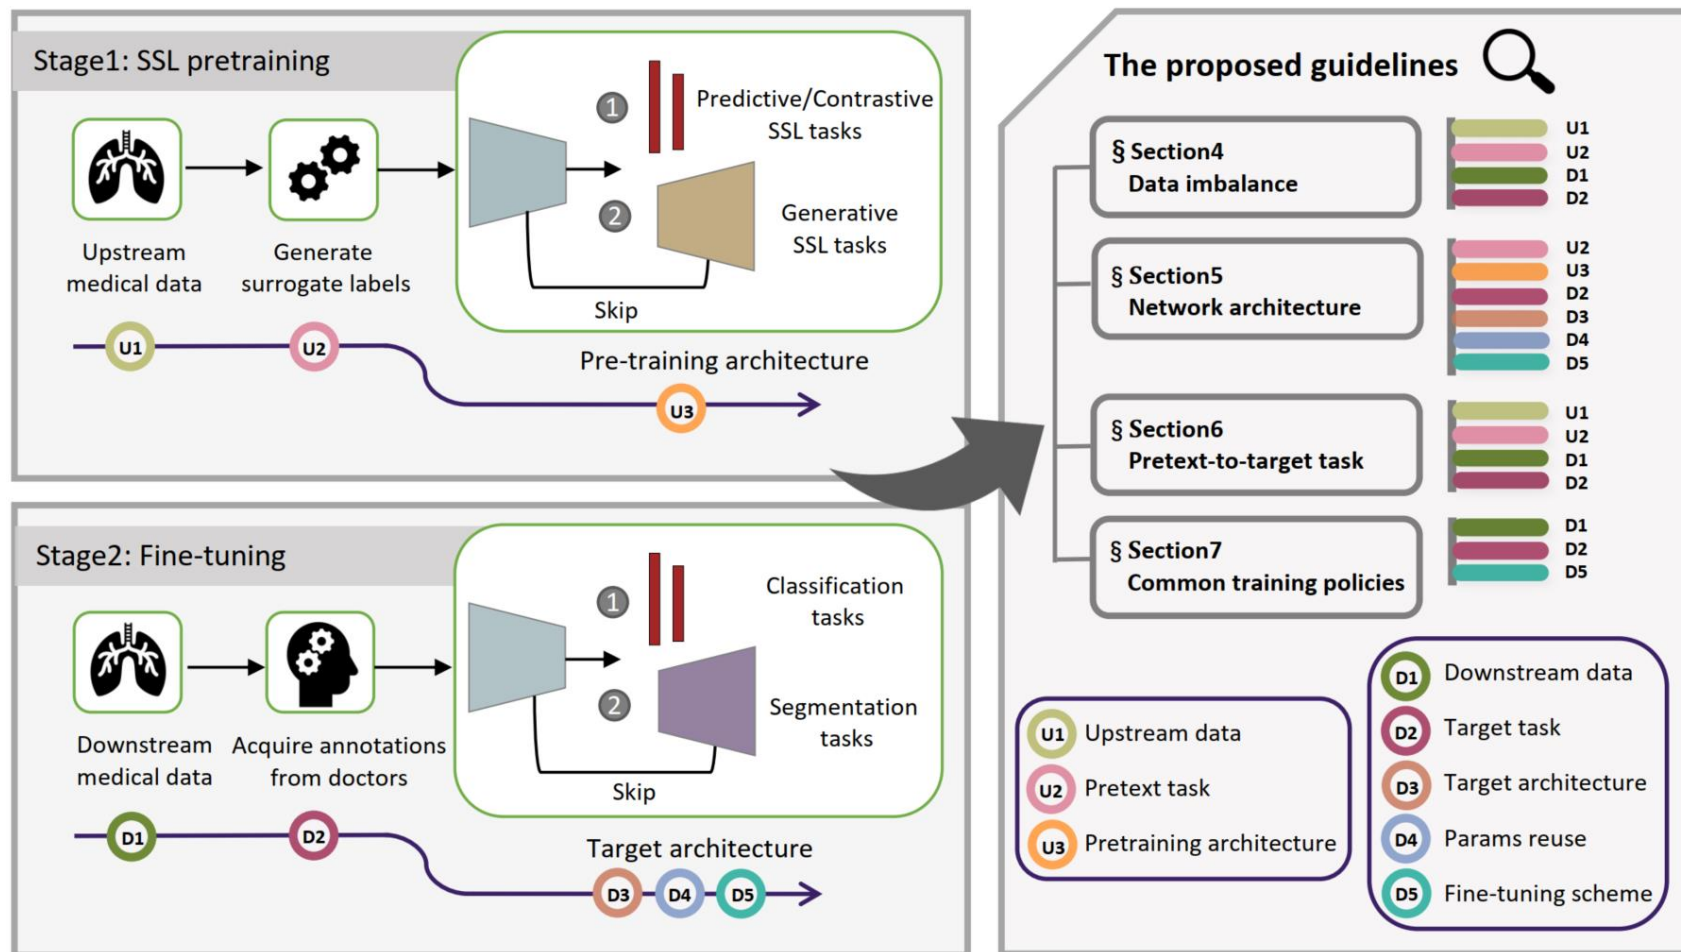 Stage1: SSL pretraining
1
Predictive/Contrastive
SSL tasks
2
Generative
SSL tasks
Skip
Upstream
medical data
Generate
surrogate labels
U1
U2
Pre-training architecture
U3
Stage2: Fine-tuning
1
Classification
tasks
2
Segmentation
tasks
Skip
Downstream
medical data
Acquire annotations
from doctors
D1
D2
Target architecture
D3
D4
D5
The proposed guidelines
§ Section4
Data imbalance
U1
U2
D1
D2
§ Section5
Network architecture
U2
U3
D2
D3
D4
D5
§ Section6
Pretext-to-target task
U1
U2
D1
D2
§ Section7
Common training policies
D1
D2
D5
U1 Upstream data
U2 Pretext task
U3 Pretraining architecture
D1 Downstream data
D2 Target task
D3 Target architecture
D4 Params reuse
D5 Fine-tuning scheme